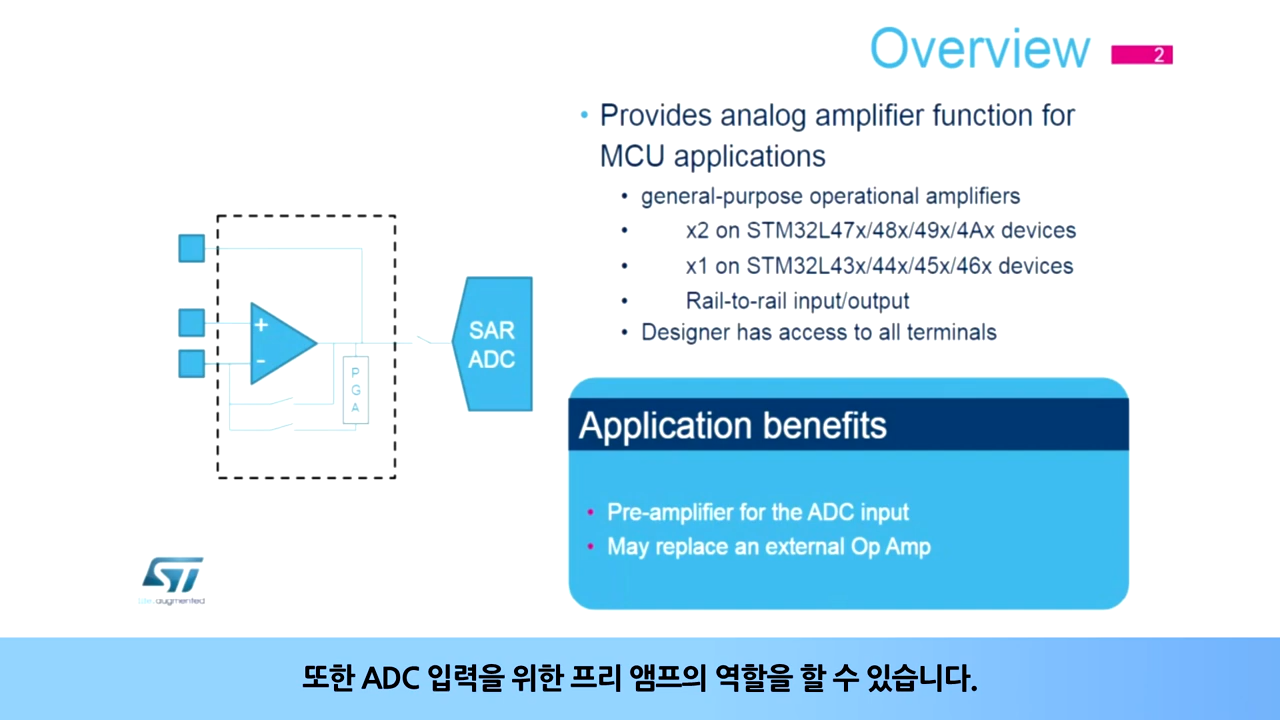 Overview
2
• Provides analog amplifier function for
MCU applications
• general-purpose operational amplifiers
• x2 on STM32L47x/48x/49x/4Ax devices
• x1 on STM32L43x/44x/45x/46x devices
• Rail-to-rail input/output
• Designer has access to all terminals
+
-
P
G
A
SAR
ADC
Application benefits
• Pre-amplifier for the ADC input
• May replace an external Op Amp
ST
life.augmented
또한 ADC 입력을 위한 프리 앰프의 역할을 할 수 있습니다.